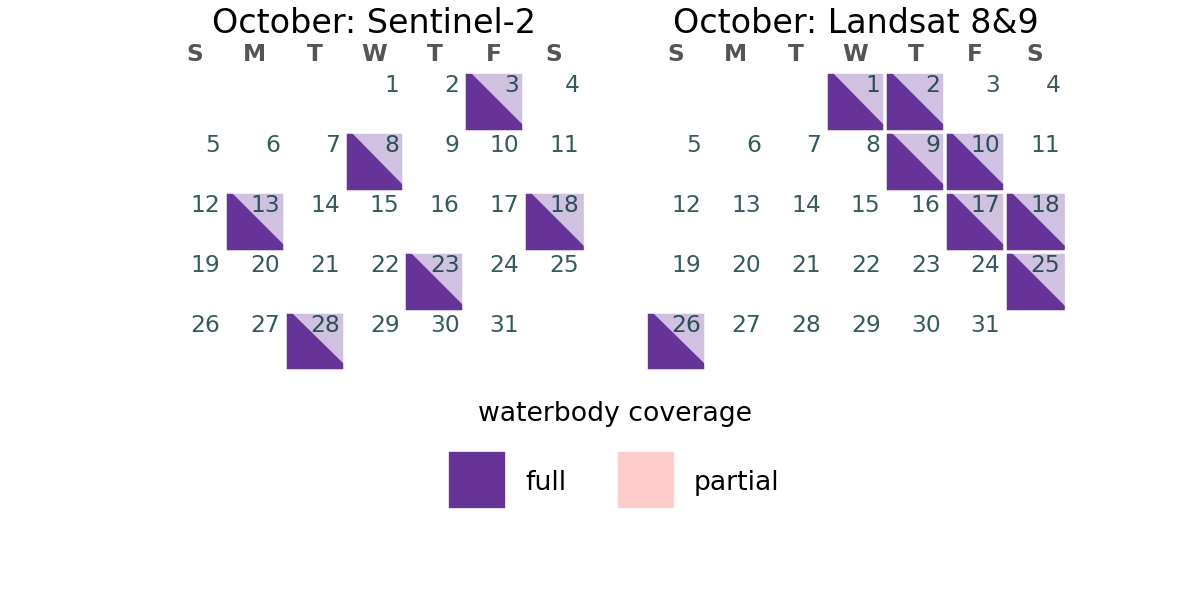 October: Sentinel-2
S M T W T F S
1 2 3 4
5 6 7 8 9 10 11
12 13 14 15 16 17 18
19 20 21 22 23 24 25
26 27 28 29 30 31
October: Landsat 8&9
S M T W T F S
1 2 3 4
5 6 7 8 9 10 11
12 13 14 15 16 17 18
19 20 21 22 23 24 25
26 27 28 29 30 31
waterbody coverage
full partial